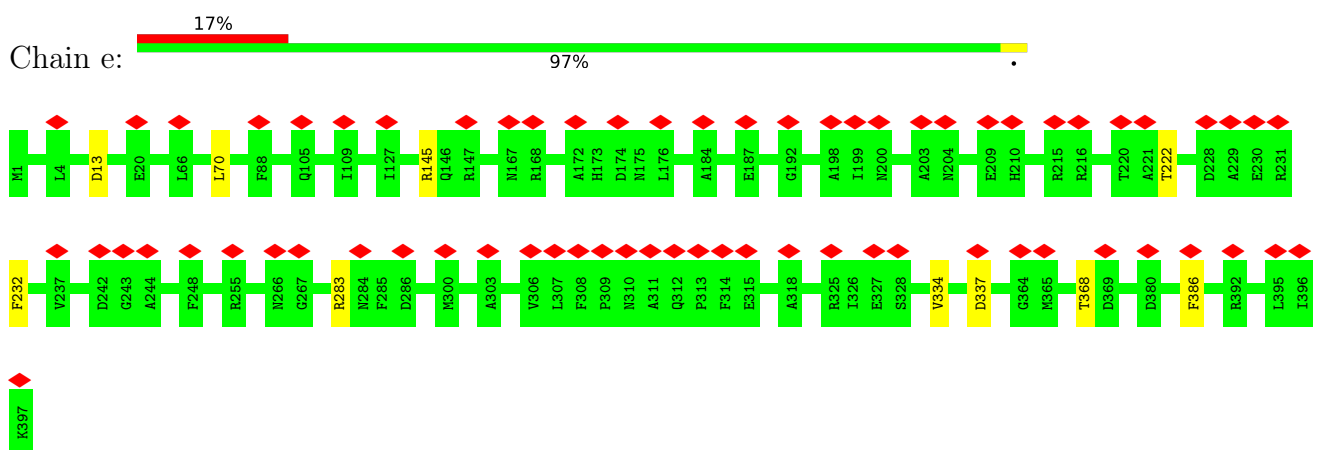 17%
Chain e:
97%
.
M1 L4 D13 E20 L66 L70 F88 Q105 I109 I127 R145 Q146 R147 N167 R168 A172 H173 D174 N175 L176 A184 E187 G192 A198 I199 N200 A203 N204 E209 H210 R215 R216 T220 A221 T222 D228 A229 E230 R231
F232 V237 D242 G243 A244 F248 R255 N266 G267 R283 N284 F285 D286 M300 A303 V306 L307 F308 P309 N310 A311 Q312 P313 F314 E315 A318 R325 I326 E327 S328 V334 D337 G364 M365 T368 D369 D380 F386 R392 L395 I396
K397